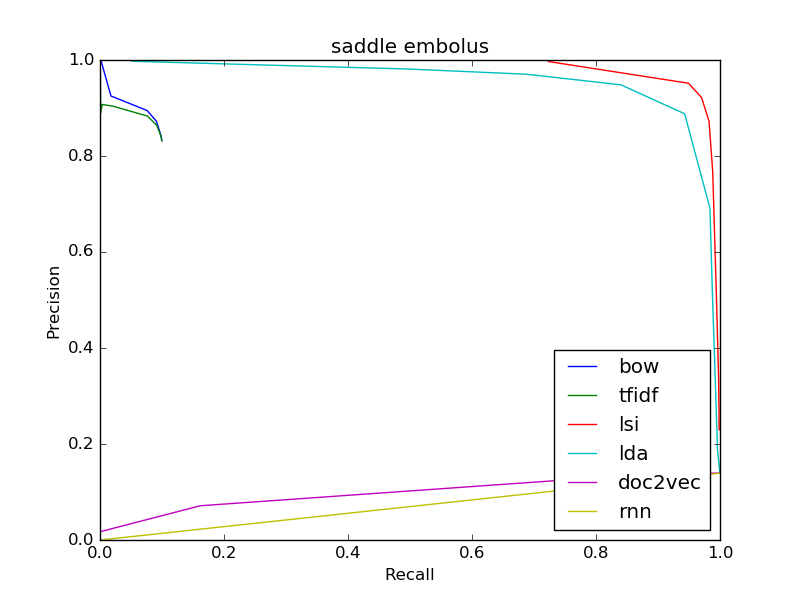 saddle embolus
1.0
0.8
0.6
0.4
0.2
0.0
Precision
0.0 0.2 0.4 0.6 0.8 1.0
Recall
bow
tfidf
lsi
lda
doc2vec
rnn